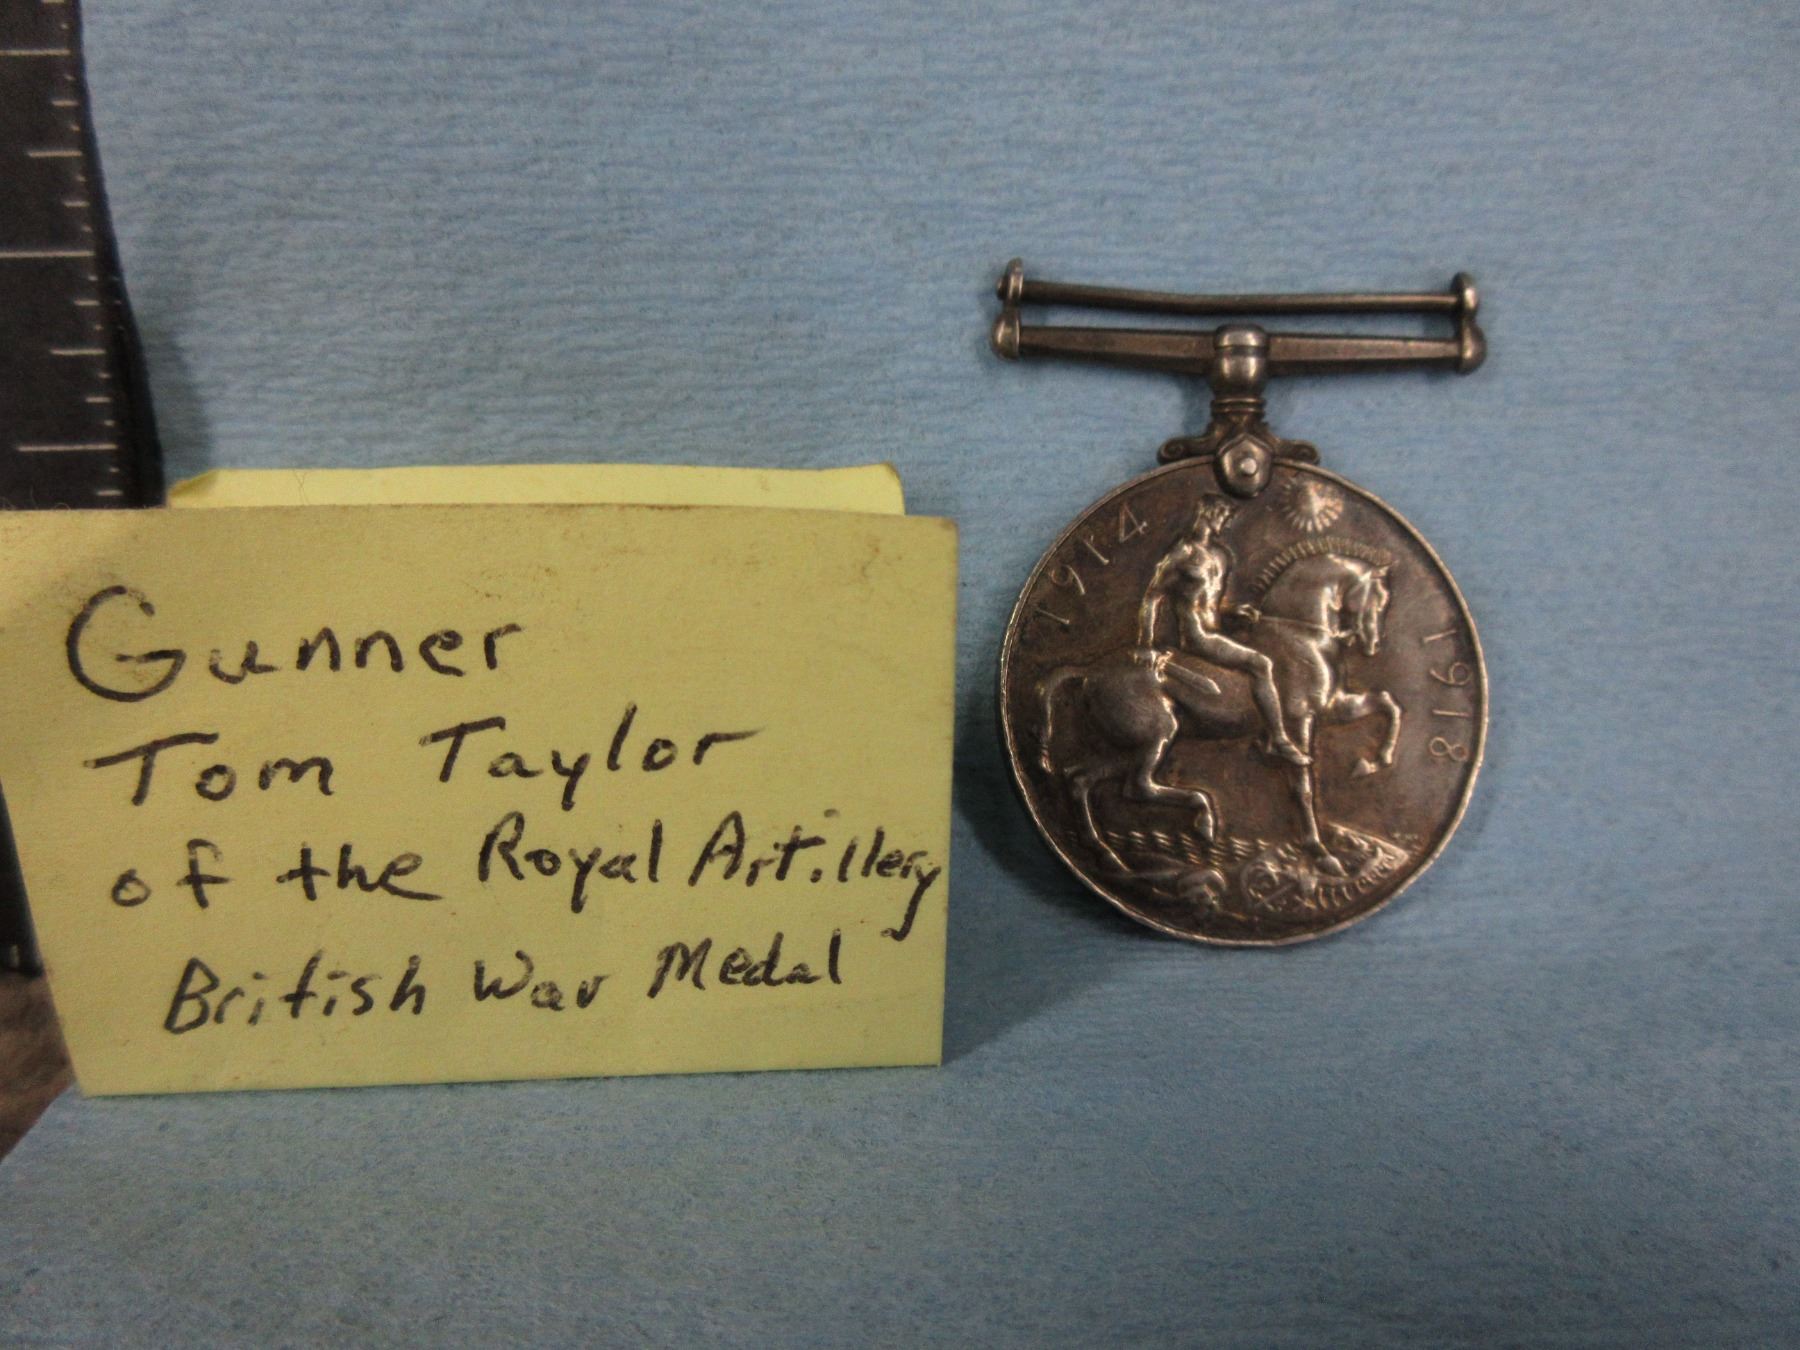 Gunner
Tom Taylor
of the Royal Artillery
British War Medal
1914
1918